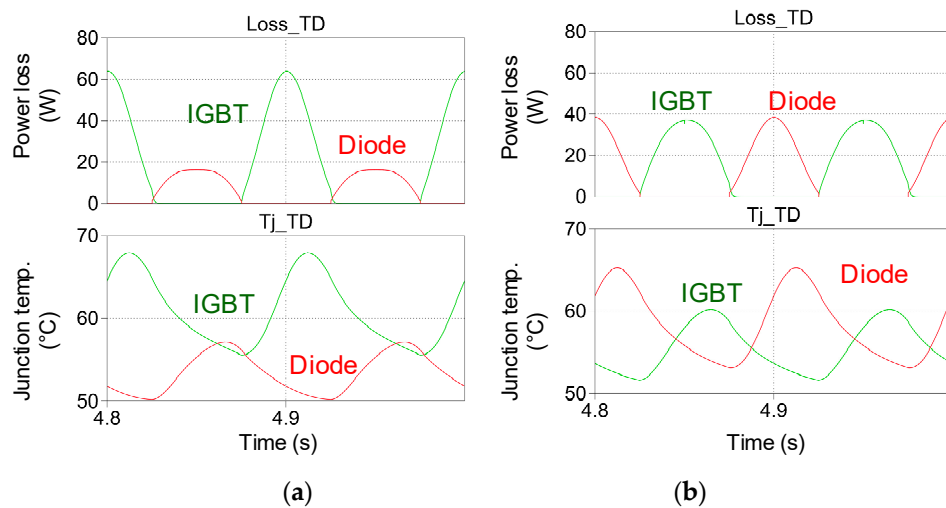 Loss_TD
Power loss
(W)
80
60
40
20
0
IGBT
Diode
Tj_TD
Junction temp.
(°C)
70
60
50
IGBT
Diode
4.8
4.9
Time (s)
(a)
Loss_TD
Power loss
(W)
80
60
40
20
0
IGBT
Diode
Tj_TD
Junction temp.
(°C)
70
60
50
IGBT
Diode
4.8
4.9
Time (s)
(b)